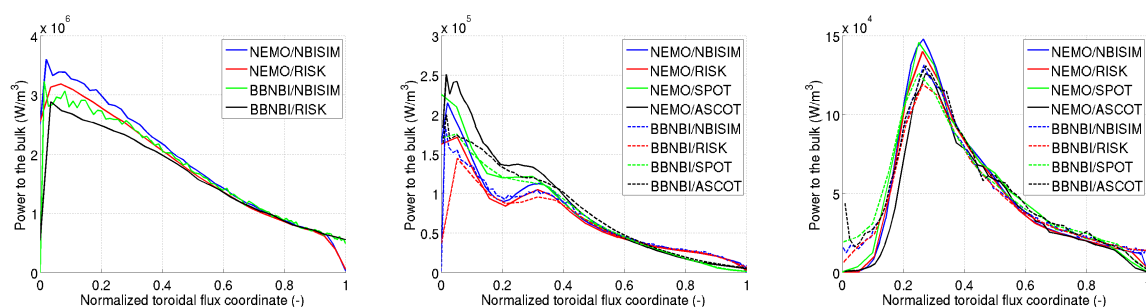 x 10^6
4
3
2
1
0
0
0.2
0.4
0.6
0.8
1
Power to the bulk (W/m^3)
Normalized toroidal flux coordinate (-)
NEMO/NBISIM
NEMO/RISK
BBNBI/NBISIM
BBNBI/RISK
x 10^5
3
2.5
2
1.5
1
0.5
0
0
0.2
0.4
0.6
0.8
1
Power to the bulk (W/m^3)
Normalized toroidal flux coordinate (-)
NEMO/NBISIM
NEMO/RISK
NEMO/SPOT
NEMO/ASCOT
BBNBI/NBISIM
BBNBI/RISK
BBNBI/SPOT
BBNBI/ASCOT
x 10^4
15
10
5
0
0
0.2
0.4
0.6
0.8
1
Power to the bulk (W/m^3)
Normalized toroidal flux coordinate (-)
NEMO/NBISIM
NEMO/RISK
NEMO/SPOT
NEMO/ASCOT
BBNBI/NBISIM
BBNBI/RISK
BBNBI/SPOT
BBNBI/ASCOT